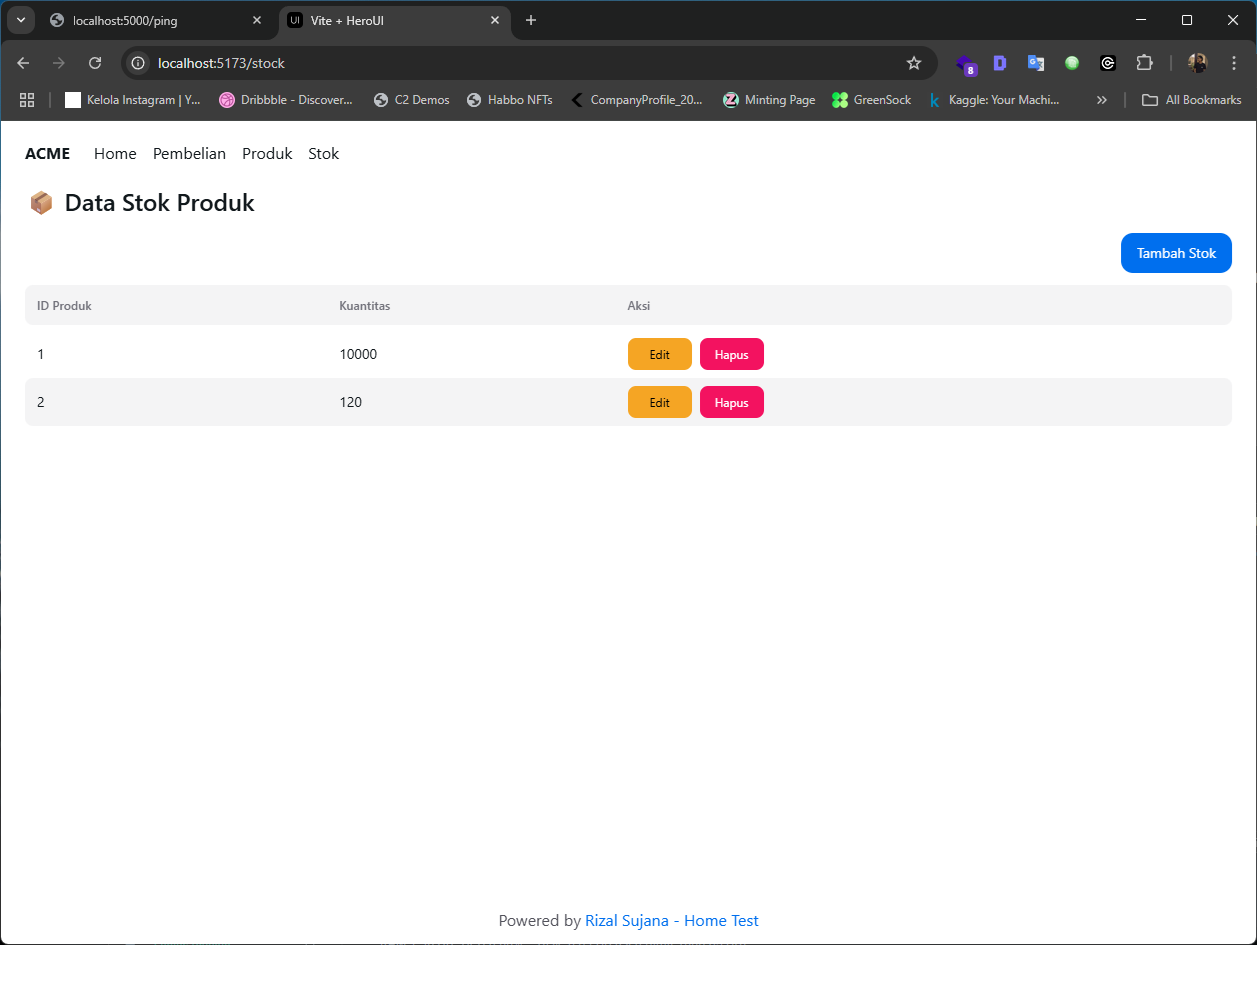 localhost:5000/ping
UI Vite + HeroUI
localhost:5173/stock
8
Kelola Instagram | Y...
Dribbble - Discover...
C2 Demos
Habbo NFTs
CompanyProfile_20...
Minting Page
GreenSock
Kaggle: Your Machi...
All Bookmarks
ACME Home Pembelian Produk Stok
Data Stok Produk
Tambah Stok
ID Produk Kuantitas Aksi
1 10000 Edit Hapus
2 120 Edit Hapus
Powered by Rizal Sujana - Home Test